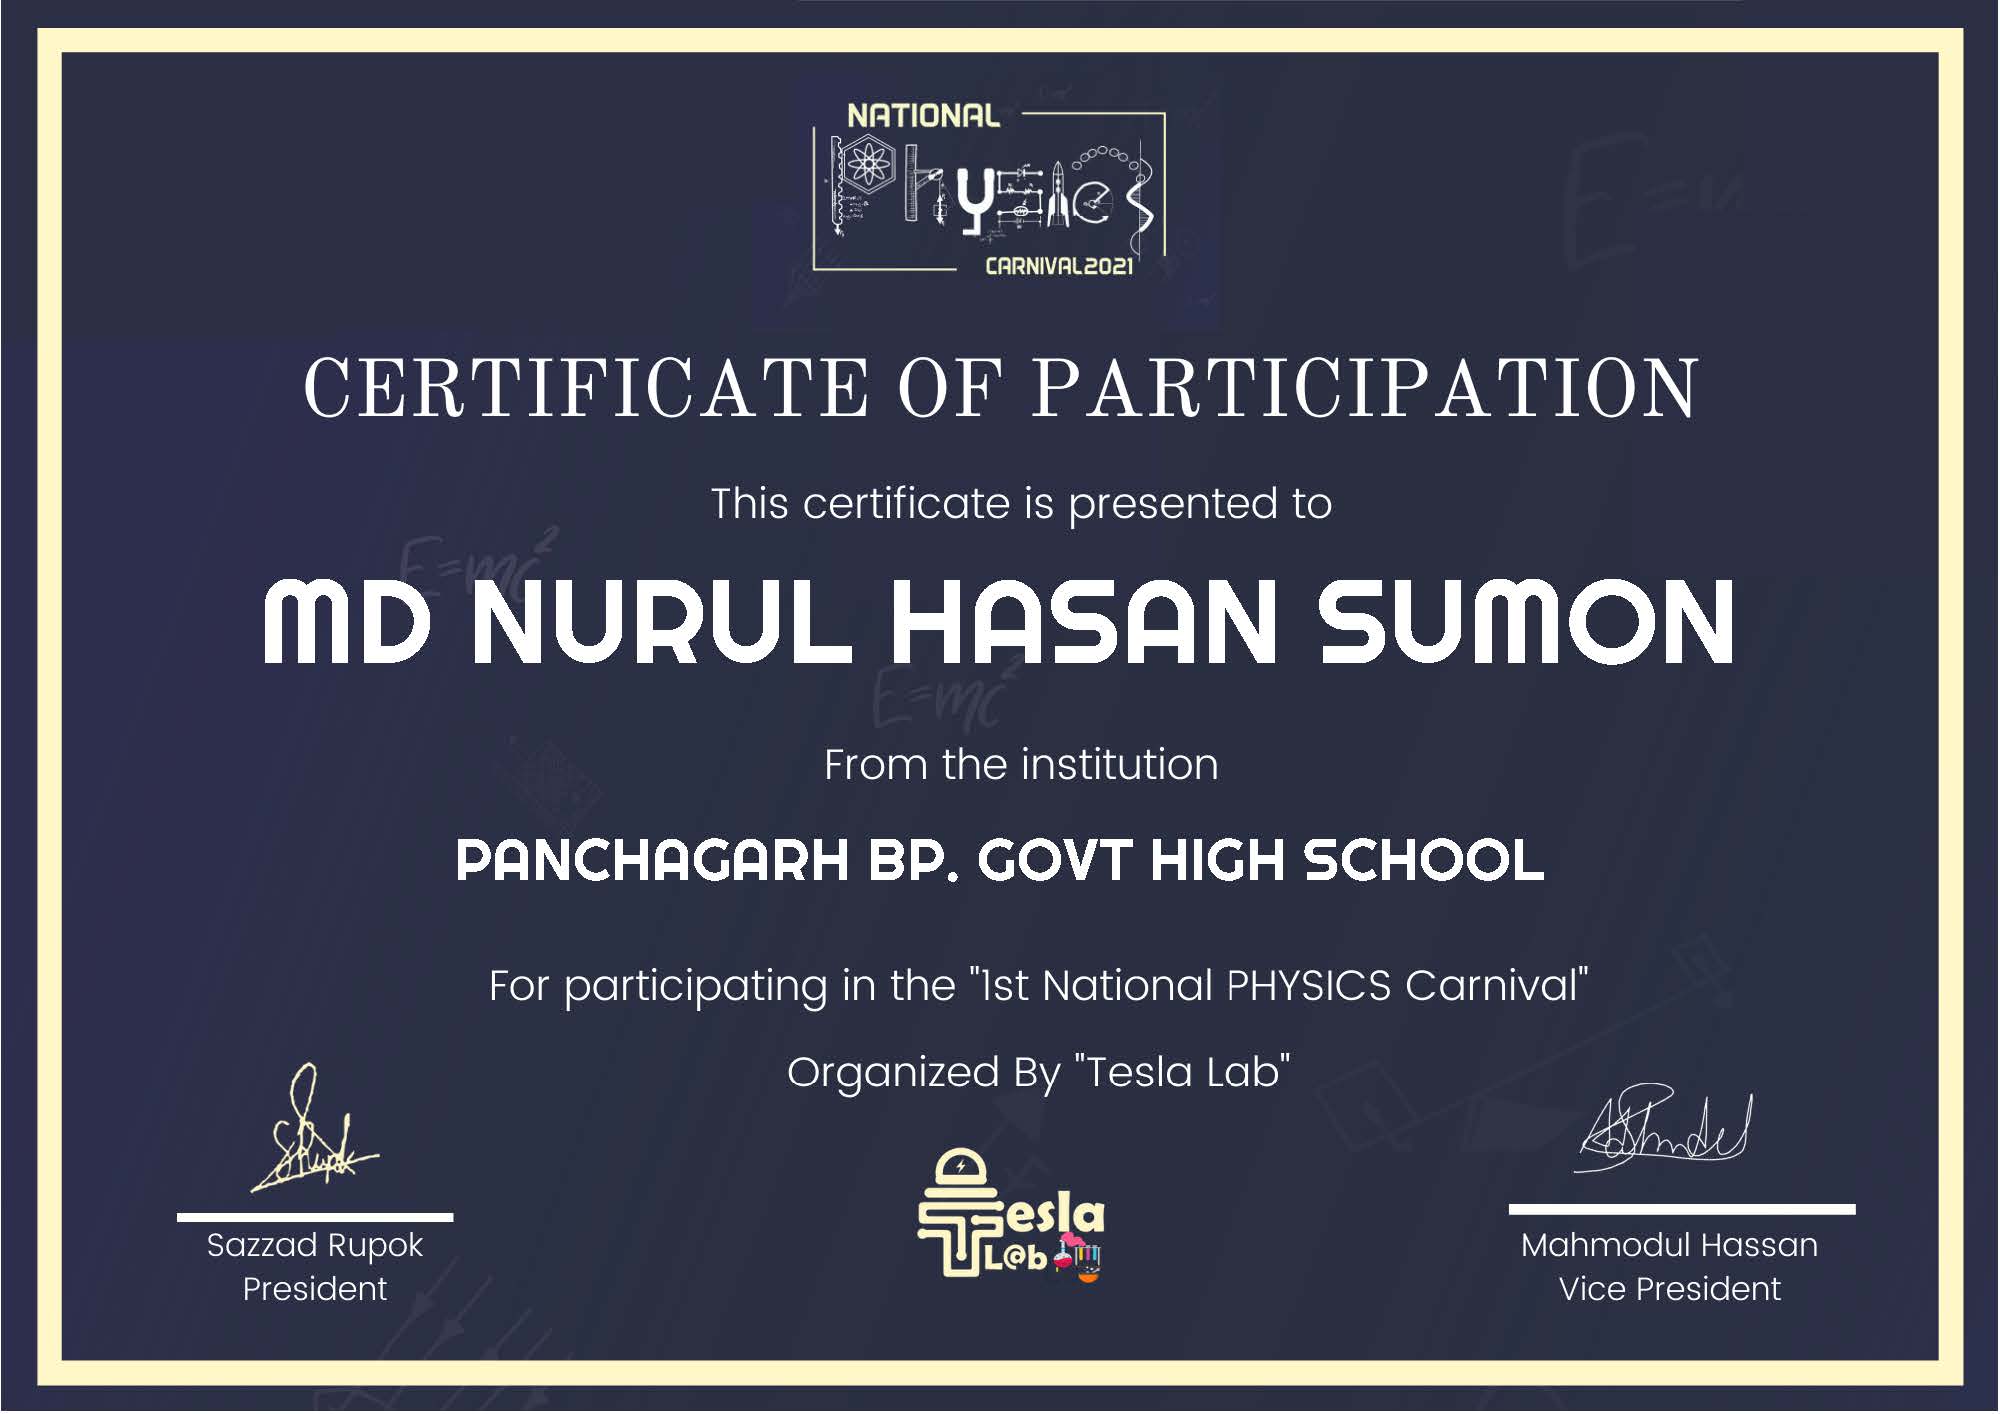 NATIONAL
Physics
CARNIVAL2021
CERTIFICATE OF PARTICIPATION
This certificate is presented to
E=mc²
MD NURUL HASAN SUMON
E=mc²
From the institution
PANCHAGARH BP. GOVT HIGH SCHOOL
For participating in the "1st National PHYSICS Carnival"
Organized By "Tesla Lab"
Tesla
L@b
Sazzad Rupok
President
Mahmodul Hassan
Vice President